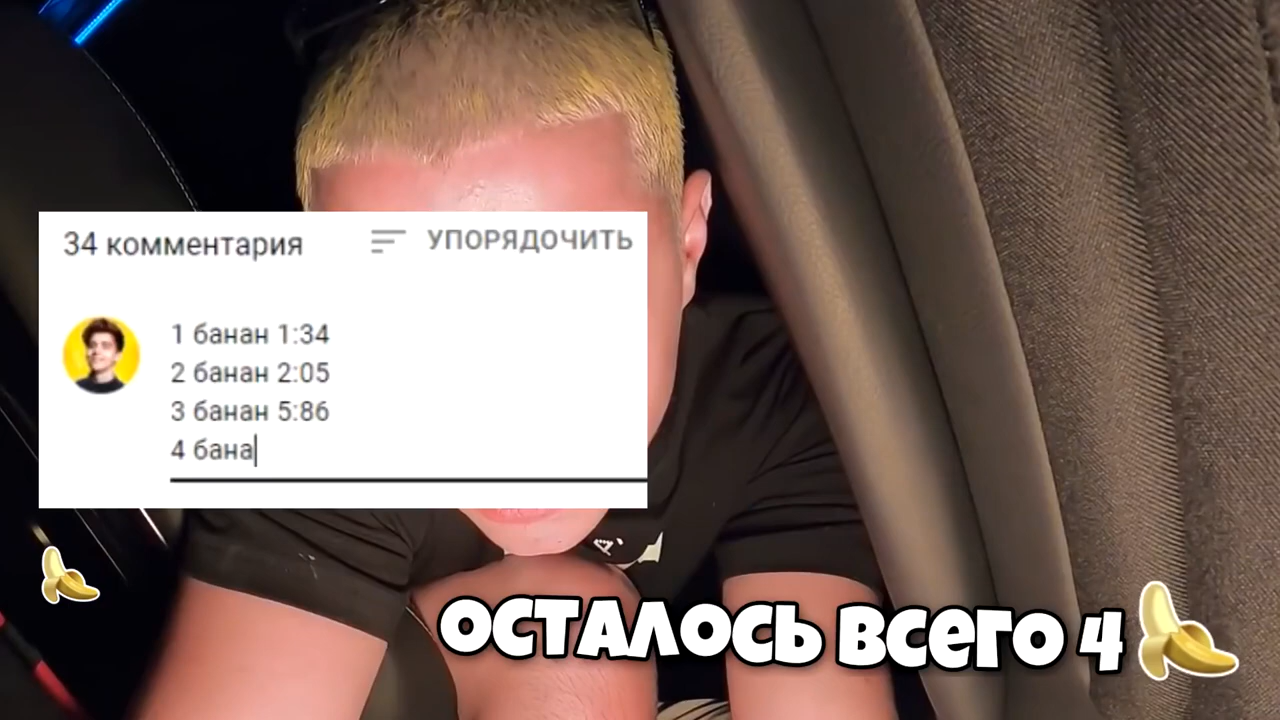 34 комментария
УПОРЯДОЧИТЬ
1 банан 1:34
2 банан 2:05
3 банан 5:86
4 бана
ОСТАЛОСЬ ВСЕГО 4